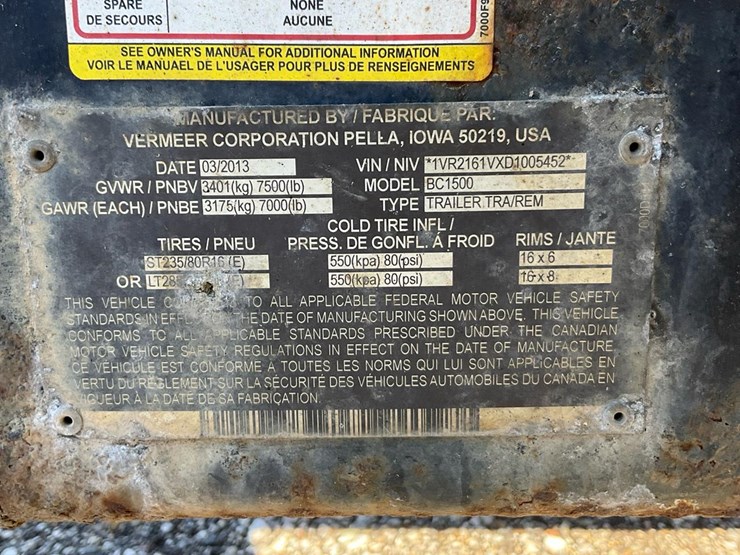 SPARE
DE SECOURS
NONE
AUCUNE
7000F9
SEE OWNER'S MANUAL FOR ADDITIONAL INFORMATION
VOIR LE MANUAEL DE L'USAGER POUR PLUS DE RENSEIGNEMENTS
MANUFACTURED BY / FABRIQUE PAR:
VERMEER CORPORATION PELLA, IOWA 50219, USA
DATE 03/2013 VIN / NIV *1VR2161VXD1005452*
GVWR / PNBV 3401(kg) 7500(lb) MODEL BC1500
GAWR (EACH) / PNBE 3175(kg) 7000(lb) TYPE TRAILER TRA/REM
COLD TIRE INFL /
TIRES / PNEU PRESS. DE GONFL. Á FROID RIMS / JANTE
ST235/80R16 (E) 550(kpa) 80(psi) 16 x 6
OR 550(kpa) 80(psi) 16 x 8
THIS VEHICLE TO ALL APPLICABLE FEDERAL MOTOR VEHICLE SAFETY
STANDARDS IN THE DATE OF MANUFACTURING SHOWN ABOVE. THIS VEHICLE
CONFORMS TO ALL APPLICABLE STANDARDS PRESCRIBED UNDER THE CANADIAN
MOTOR VEHICLE SAFETY REGULATIONS IN EFFECT ON THE DATE OF MANUFACTURE.
CE VÉHICULE EST CONFORME A TOUTES LES NORMS QUI LUI SONT APPLICABLES EN
VERTU DU RÈGLEMENT SUR LA SÉCURITÉ DES VÉHICULES AUTOMOBILES DU CANADA EN
VIGUEUR À LA DATE DE SA FABRICATION.